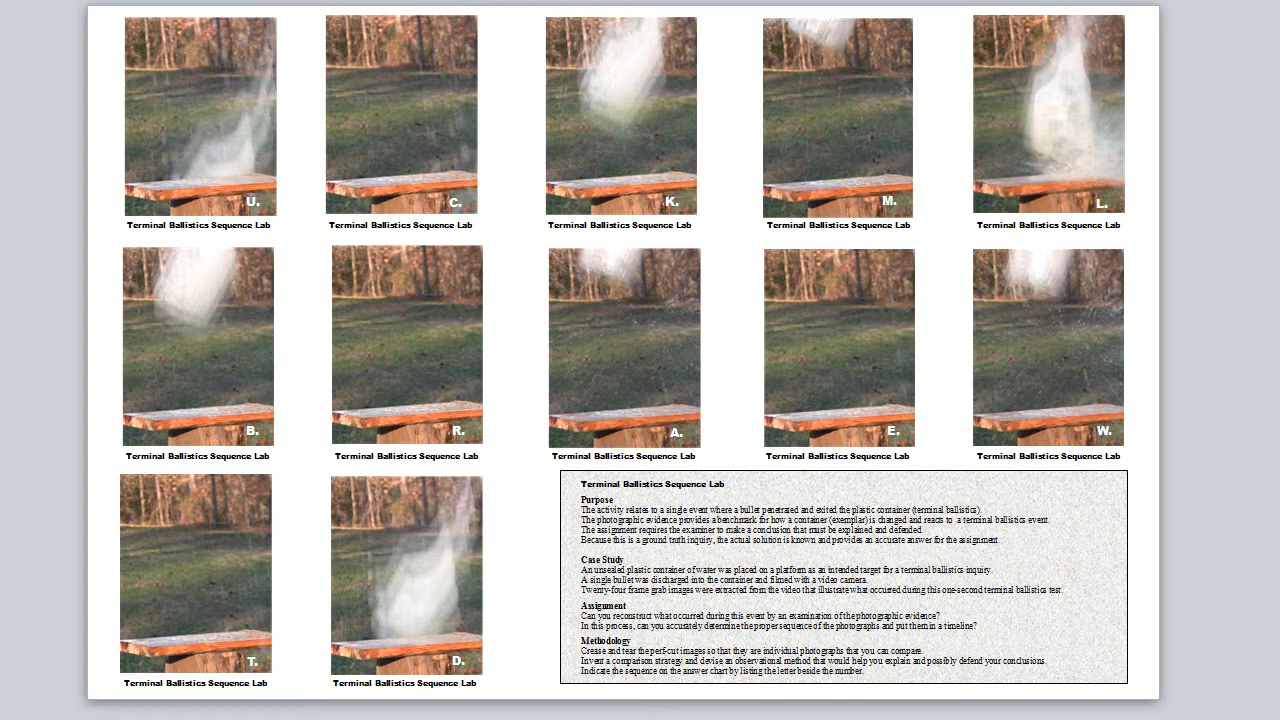 U.
C.
K.
M.
L.
Terminal Ballistics Sequence Lab
Terminal Ballistics Sequence Lab
Terminal Ballistics Sequence Lab
Terminal Ballistics Sequence Lab
Terminal Ballistics Sequence Lab
B.
R.
A.
E.
W.
Terminal Ballistics Sequence Lab
Terminal Ballistics Sequence Lab
Terminal Ballistics Sequence Lab
Terminal Ballistics Sequence Lab
Terminal Ballistics Sequence Lab
T.
D.
Terminal Ballistics Sequence Lab
Terminal Ballistics Sequence Lab
Terminal Ballistics Sequence Lab
Purpose
The activity relates to a single event where a bullet penetrated and exited the plastic container (terminal ballistics).
The photographic evidence provides a benchmark for how a container (exemplar) is changed and reacts to a terminal ballistics event.
The assignment requires the examiner to make a conclusion that must be explained and defended.
Because this is a ground truth inquiry, the actual solution is known and provides an accurate answer for the assignment.
Case Study
An unsealed plastic container of water was placed on a platform as an intended target for a terminal ballistics inquiry.
A single bullet was discharged into the container and filmed with a video camera.
Twenty-four frame grab images were extracted from the video that illustrate what occurred during this one-second terminal ballistics test.
Assignment
Can you reconstruct what occurred during this event by an examination of the photographic evidence?
In this process, can you accurately determine the proper sequence of the photographs and put them in a timeline?
Methodology
Crease and tear the perf-cut images so that they are individual photographs that you can compare.
Invent a comparison strategy and devise an observational method that would help you explain and possibly defend your conclusions.
Indicate the sequence on the answer chart by listing the letter beside the number.